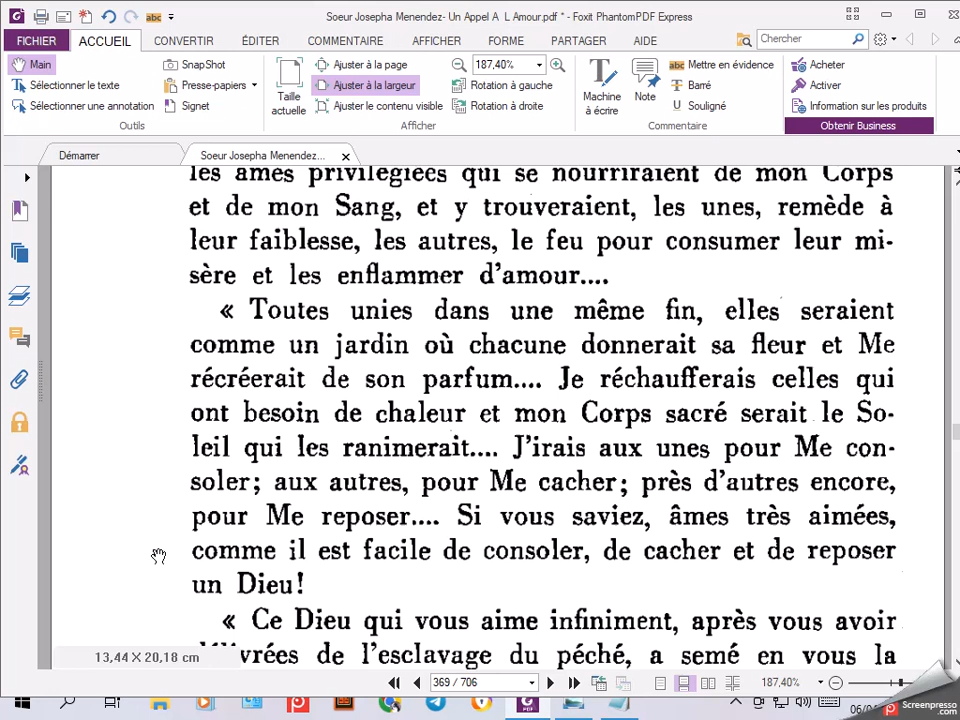 Soeur Josepha Menendez- Un Appel A L Amour.pdf * - Foxit PhantomPDF Express
FICHIER ACCUEIL CONVERTIR ÉDITER COMMENTAIRE AFFICHER FORME PARTAGER AIDE Chercher
Main SnapShot Ajuster à la page 187,40% Mettre en évidence Acheter
Sélectionner le texte Presse-papiers Ajuster à la largeur Rotation à gauche Barré Activer
Sélectionner une annotation Signet Taille actuelle Ajuster le contenu visible Rotation à droite Machine à écrire Note Souligné Information sur les produits
Outils Afficher Commentaire Obtenir Business
Démarrer Soeur Josepha Menendez...
les âmes privilégiées qui se nourriraient de mon Corps
et de mon Sang, et y trouveraient, les unes, remède à
leur faiblesse, les autres, le feu pour consumer leur mi-
sère et les enflammer d'amour....
« Toutes unies dans une même fin, elles seraient
comme un jardin où chacune donnerait sa fleur et Me
récréerait de son parfum.... Je réchaufferais celles qui
ont besoin de chaleur et mon Corps sacré serait le So-
leil qui les ranimerait.... J'irais aux unes pour Me con-
soler; aux autres, pour Me cacher; près d'autres encore,
pour Me reposer.... Si vous saviez, âmes très aimées,
comme il est facile de consoler, de cacher et de reposer
un Dieu!
« Ce Dieu qui vous aime infiniment, après vous avoir
délivrées de l'esclavage du péché, a semé en vous la
13,44 X 20,18 cm
369 / 706 187,40%
Screenpresso
.com